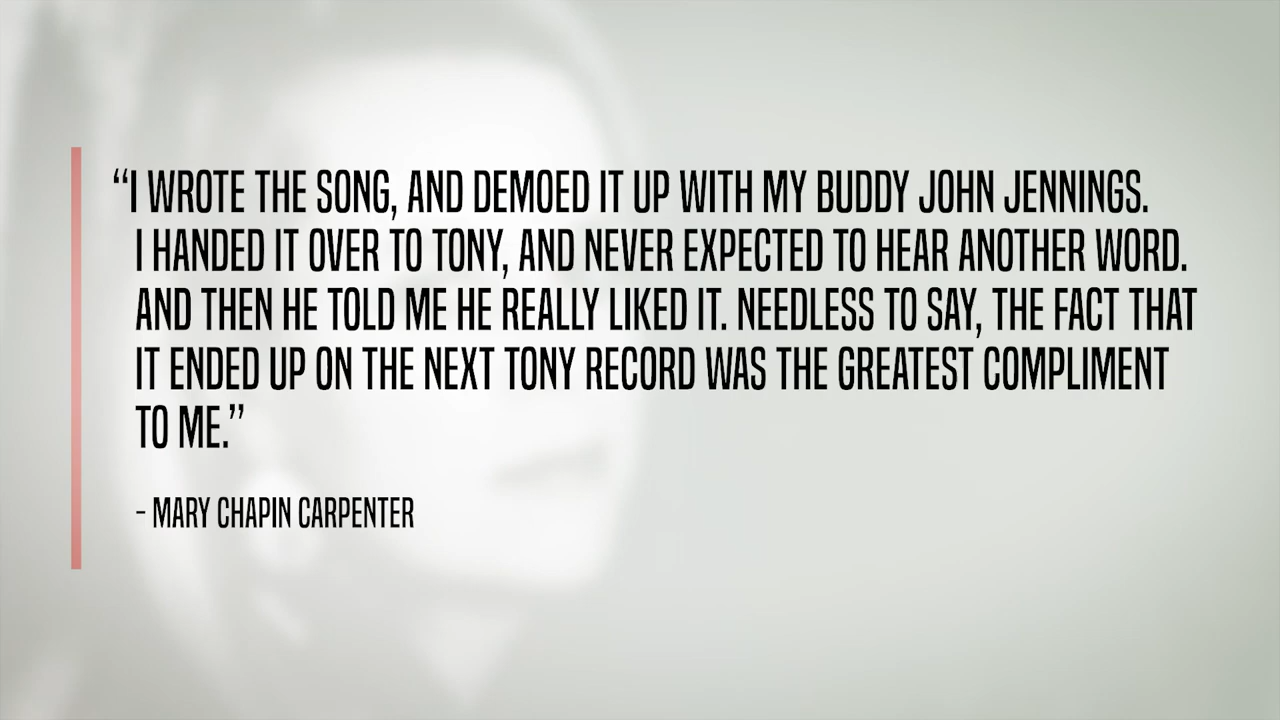 “I WROTE THE SONG, AND DEMOED IT UP WITH MY BUDDY JOHN JENNINGS.
I HANDED IT OVER TO TONY, AND NEVER EXPECTED TO HEAR ANOTHER WORD.
AND THEN HE TOLD ME HE REALLY LIKED IT. NEEDLESS TO SAY, THE FACT THAT
IT ENDED UP ON THE NEXT TONY RECORD WAS THE GREATEST COMPLIMENT
TO ME.”
- MARY CHAPIN CARPENTER